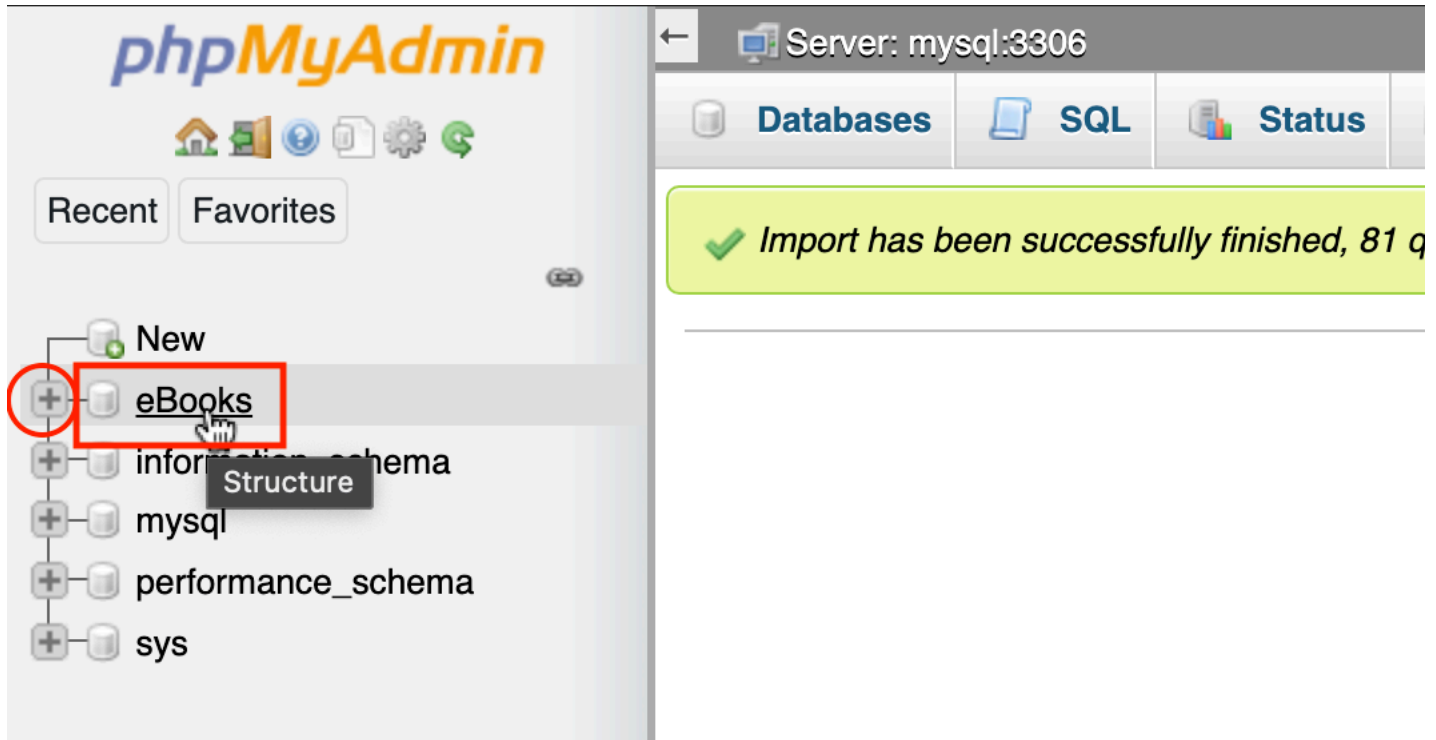 phpMyAdmin
Recent Favorites
New
eBooks
information_schema
Structure
mysql
performance_schema
sys
Server: mysql:3306
Databases SQL Status
Import has been successfully finished, 81